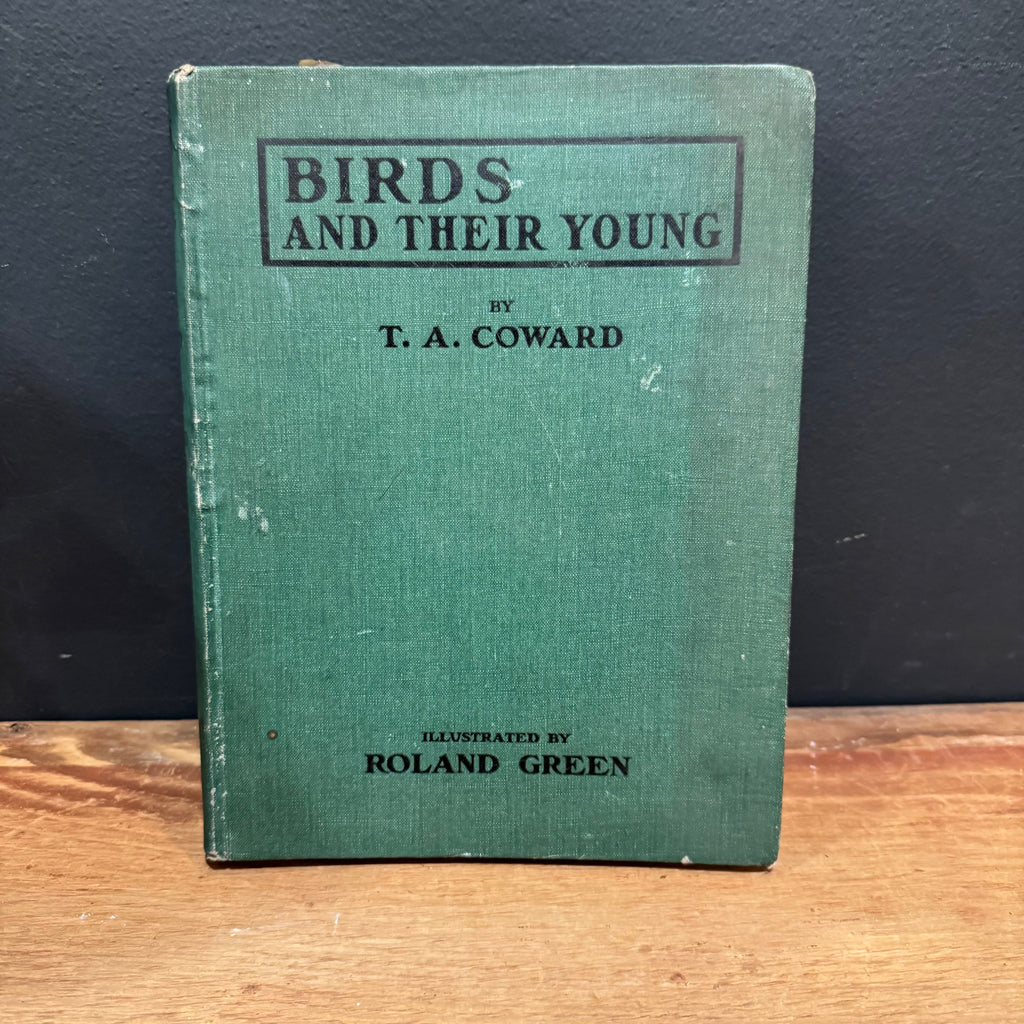 BIRDS
AND THEIR YOUNG
BY
T. A. COWARD
ILLUSTRATED BY
ROLAND GREEN